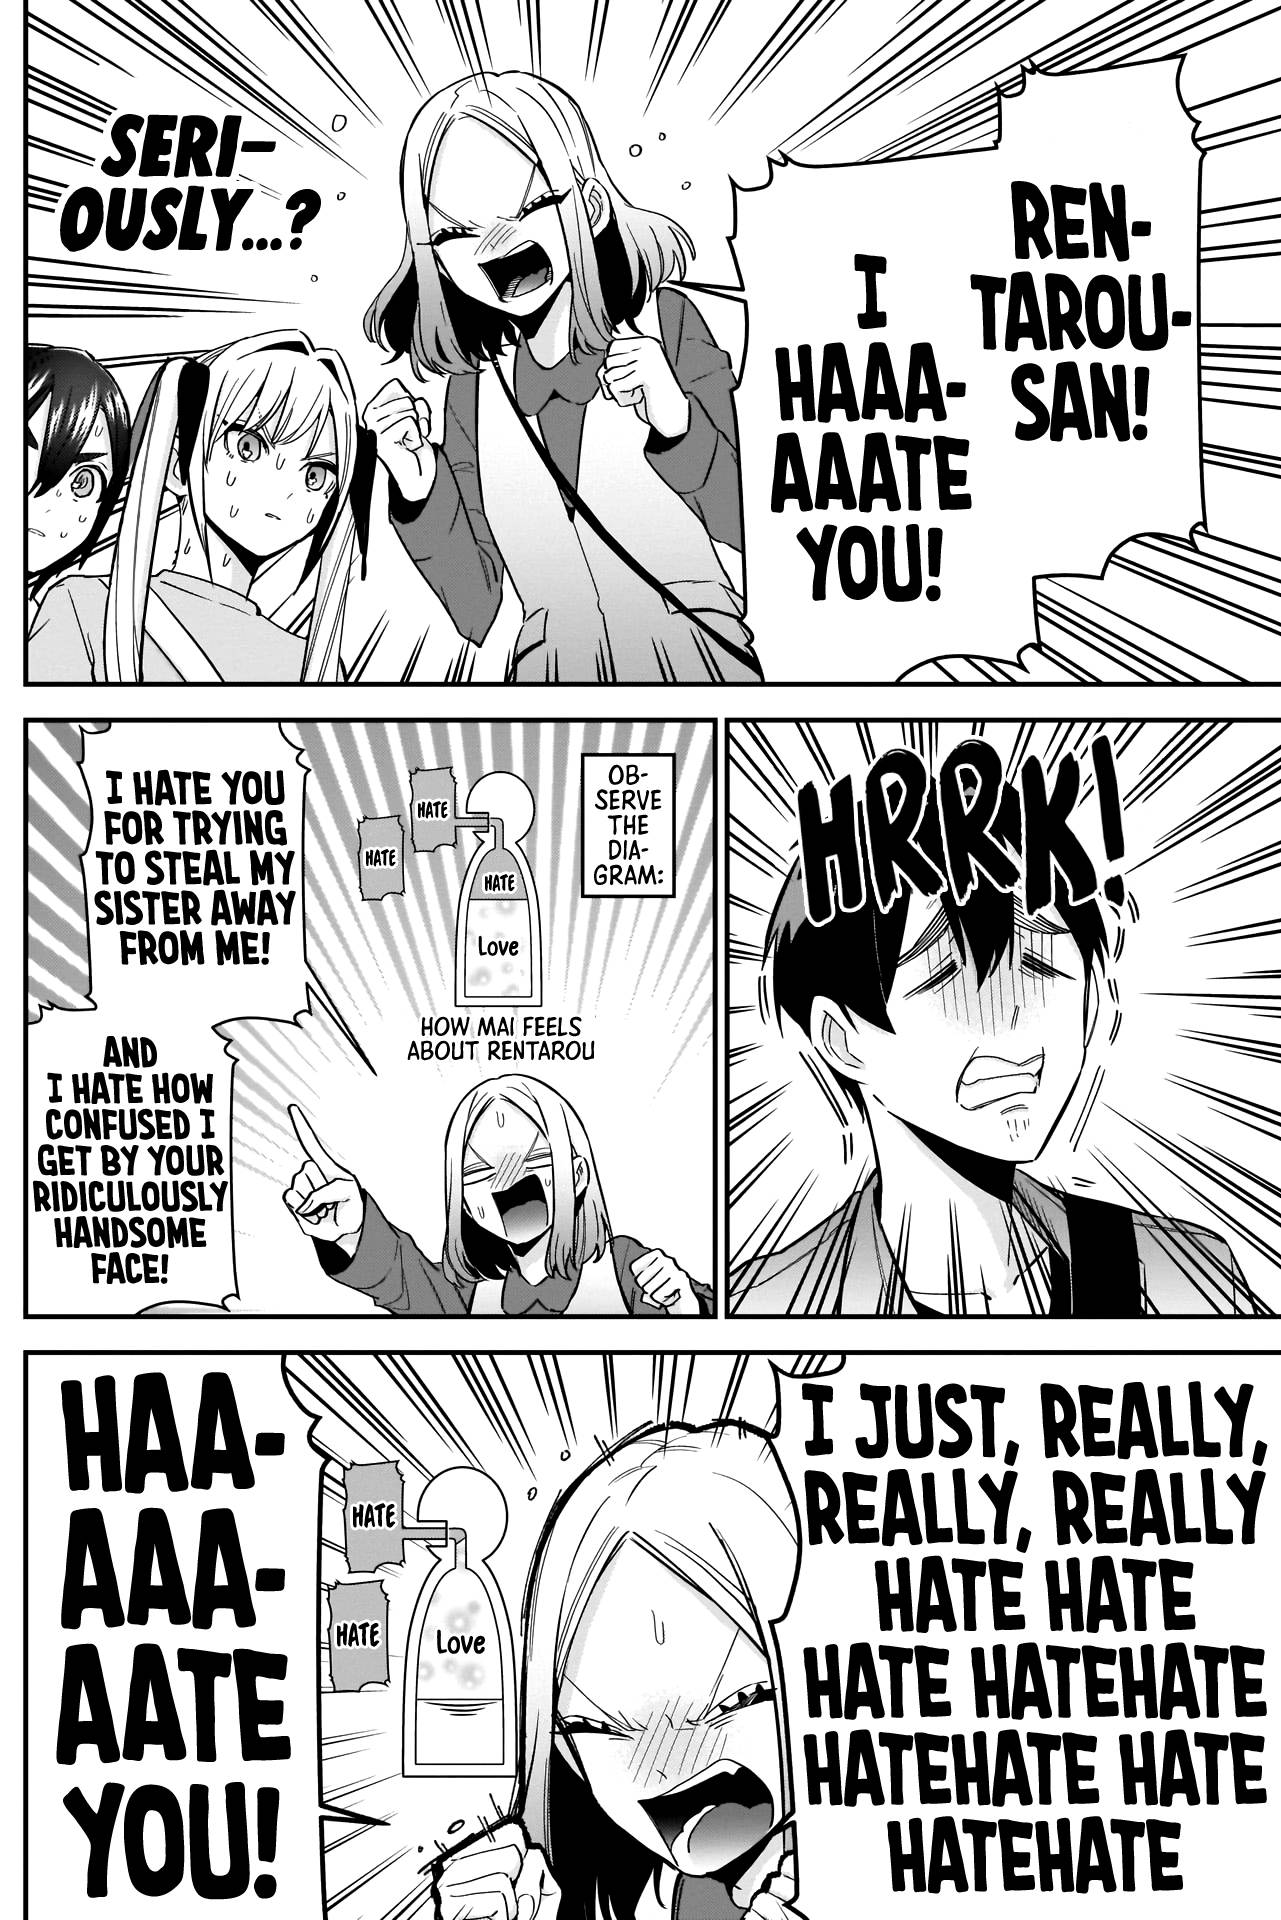 REN-
TAROU-
SAN!
I
HAAA-
AAATE
YOU!
SERI-
OUSLY...?
HRRK!
OB-
SERVE
THE
DIA-
GRAM:
HATE
HATE
HATE
Love
HOW MAI FEELS
ABOUT RENTAROU
I HATE YOU
FOR TRYING
TO STEAL MY
SISTER AWAY
FROM ME!
AND
I HATE HOW
CONFUSED I
GET BY YOUR
RIDICULOUSLY
HANDSOME
FACE!
I JUST, REALLY,
REALLY, REALLY
HATE HATE
HATE HATEHATE
HATEHATE HATE
HATEHATE
HATE
HATE
Love
HAA-
AAA-
AATE
YOU!